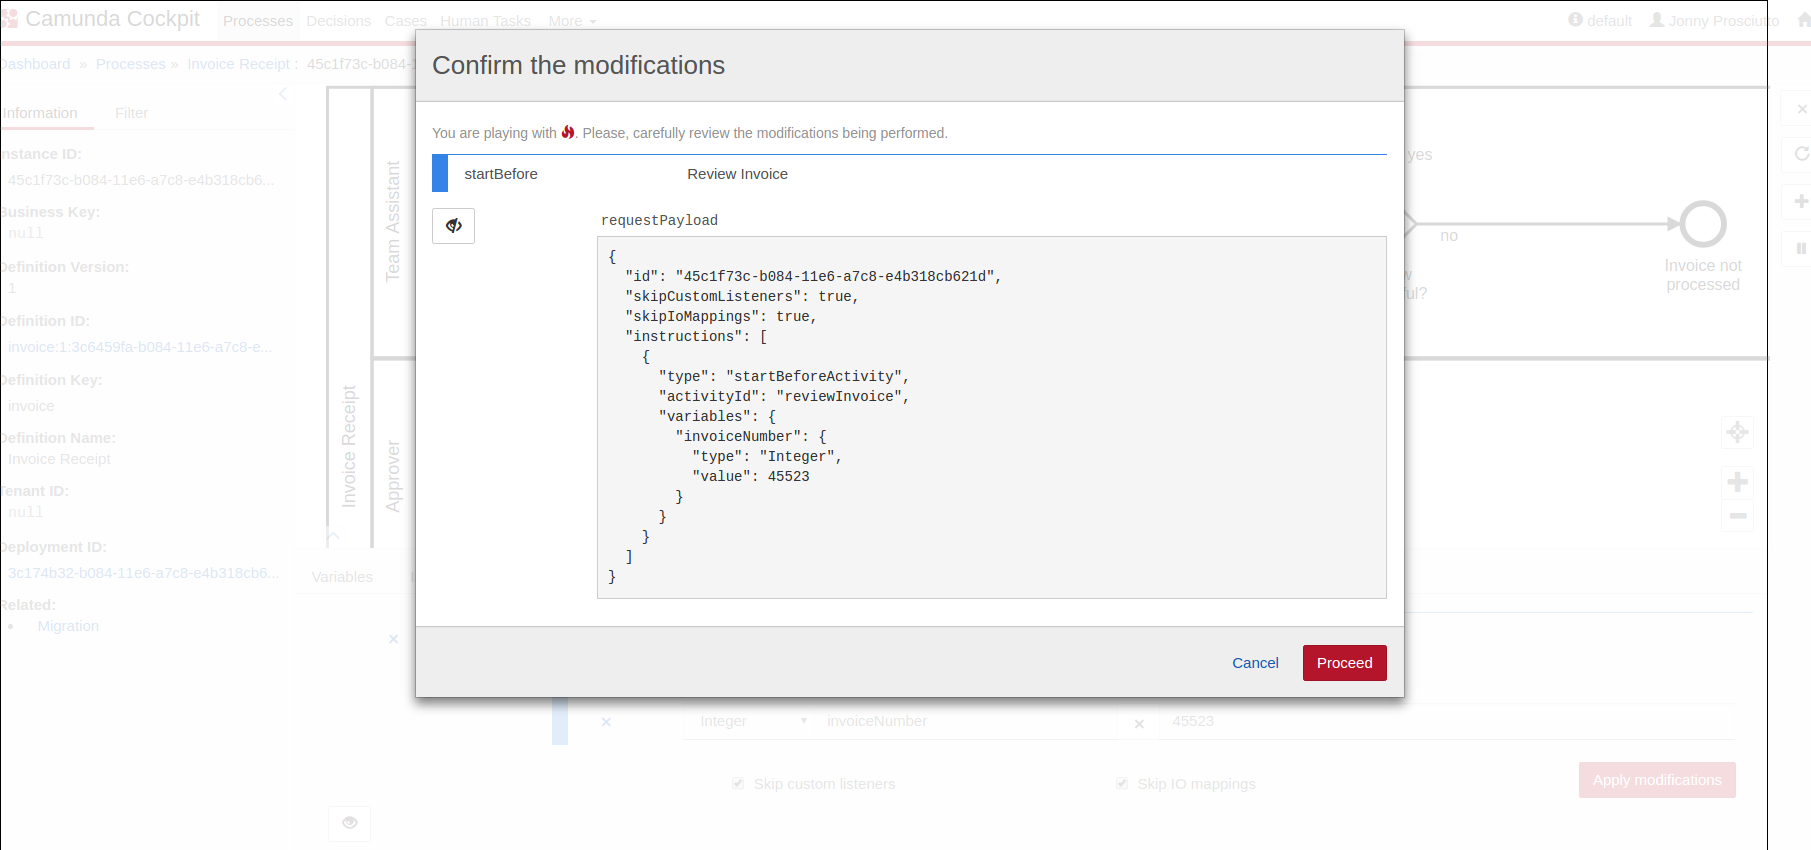 Camunda Cockpit
Processes
Decisions
Cases
Human Tasks
More
default
Jonny Prosciutto
Dashboard » Processes » Invoice Receipt : 45c1f73c-b084-1
Information
Filter
nstance ID:
45c1f73c-b084-11e6-a7c8-e4b318cb6...
Business Key:
null
Definition Version:
1
Definition ID:
invoice:1:3c6459fa-b084-11e6-a7c8-e...
Definition Key:
invoice
Definition Name:
Invoice Receipt
Tenant ID:
null
Deployment ID:
3c174b32-b084-11e6-a7c8-e4b318cb6...
Related:
Migration
Invoice Receipt
Team Assistant
Approver
Confirm the modifications
You are playing with . Please, carefully review the modifications being performed.
startBefore
Review Invoice
requestPayload
{
"id": "45c1f73c-b084-11e6-a7c8-e4b318cb621d",
"skipCustomListeners": true,
"skipIoMappings": true,
"instructions": [
{
"type": "startBeforeActivity",
"activityId": "reviewInvoice",
"variables": {
"invoiceNumber": {
"type": "Integer",
"value": 45523
}
}
}
]
}
Cancel
Proceed
yes
no
ful?
Invoice not
processed
Variables
Integer
invoiceNumber
45523
Skip custom listeners
Skip IO mappings
Apply modifications